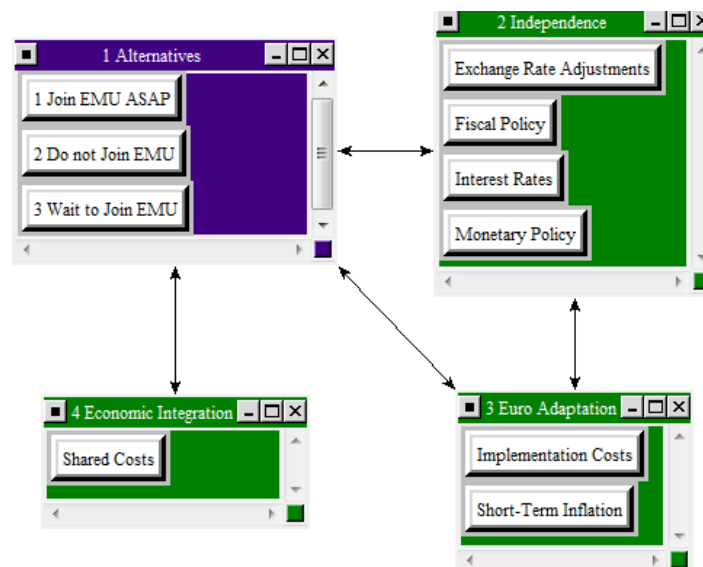 1 Alternatives
1 Join EMU ASAP
2 Do not Join EMU
3 Wait to Join EMU
2 Independence
Exchange Rate Adjustments
Fiscal Policy
Interest Rates
Monetary Policy
4 Economic Integration
Shared Costs
3 Euro Adaptation
Implementation Costs
Short-Term Inflation